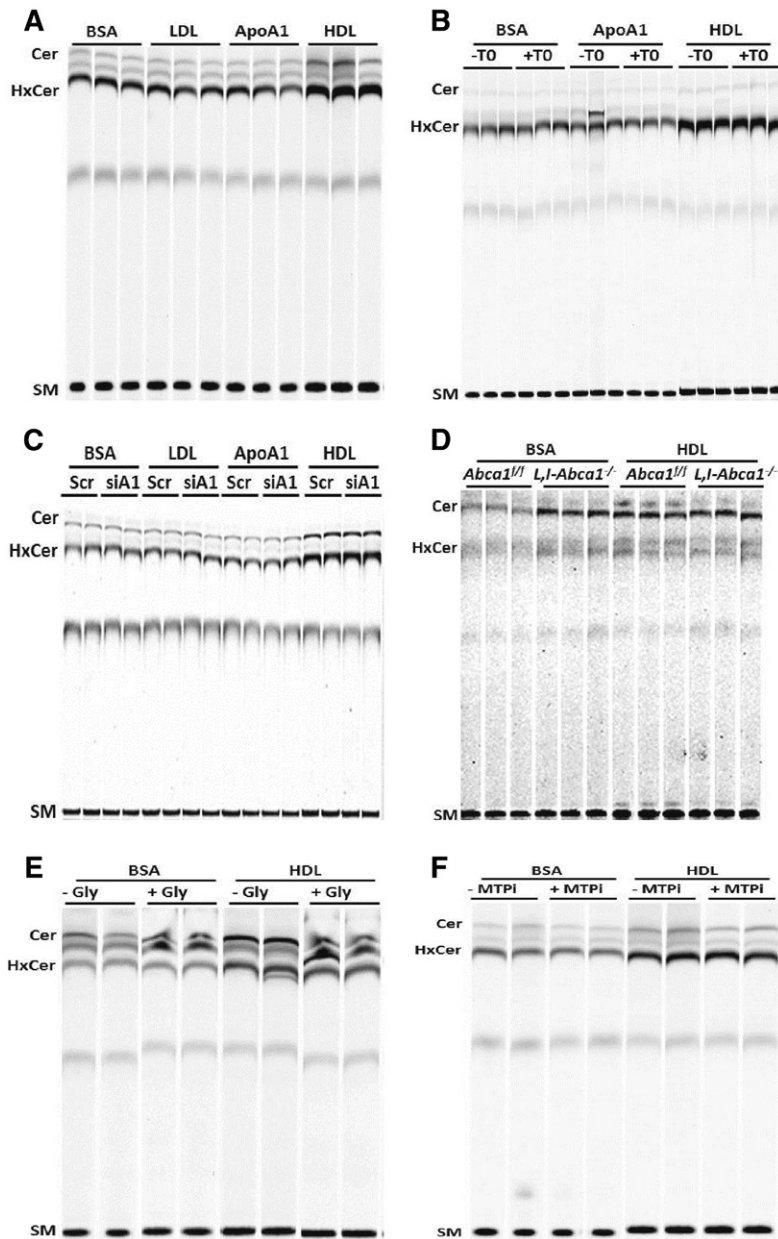 A
BSA LDL ApoA1 HDL
Cer
HxCer
SM
B
BSA ApoA1 HDL
-T0 +T0 -T0 +T0 -T0 +T0
Cer
HxCer
SM
C
BSA LDL ApoA1 HDL
Scr siA1 Scr siA1 Scr siA1 Scr siA1
Cer
HxCer
SM
D
BSA HDL
Abca1f/f L,I-Abca1-/- Abca1f/f L,I-Abca1-/-
Cer
HxCer
SM
E
BSA HDL
- Gly + Gly - Gly + Gly
Cer
HxCer
SM
F
BSA HDL
- MTPi + MTPi - MTPi + MTPi
Cer
HxCer
SM